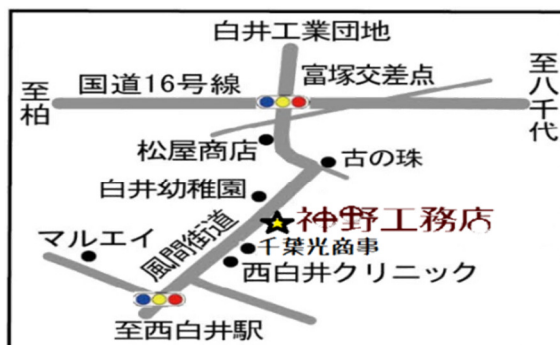 白井工業団地
国道16号線
富塚交差点
至柏
至八千代
松屋商店
古の珠
白井幼稚園
神野工務店
風間街道
マルエイ
千葉光商事
西白井クリニック
至西白井駅